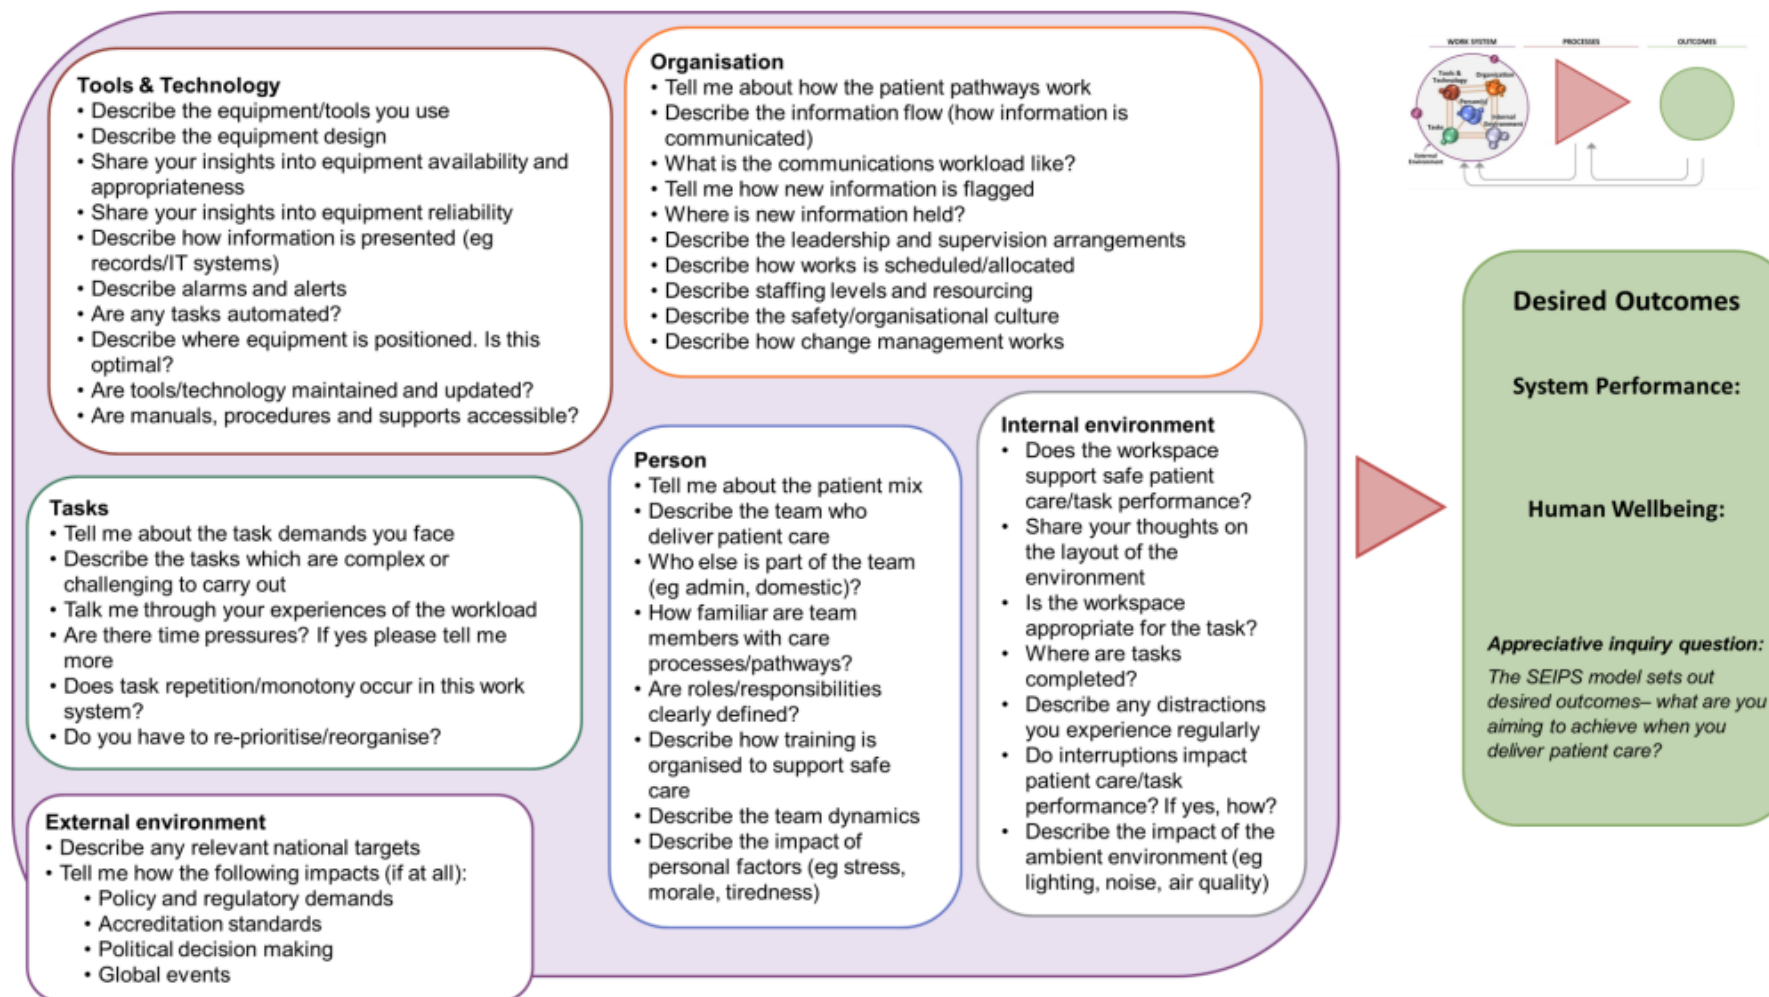 Tools & Technology
• Describe the equipment/tools you use
• Describe the equipment design
• Share your insights into equipment availability and
appropriateness
• Share your insights into equipment reliability
• Describe how information is presented (eg
records/IT systems)
• Describe alarms and alerts
• Are any tasks automated?
• Describe where equipment is positioned. Is this
optimal?
• Are tools/technology maintained and updated?
• Are manuals, procedures and supports accessible?
Organisation
• Tell me about how the patient pathways work
• Describe the information flow (how information is
communicated)
• What is the communications workload like?
• Tell me how new information is flagged
• Where is new information held?
• Describe the leadership and supervision arrangements
• Describe how works is scheduled/allocated
• Describe staffing levels and resourcing
• Describe the safety/organisational culture
• Describe how change management works
Tasks
• Tell me about the task demands you face
• Describe the tasks which are complex or
challenging to carry out
• Talk me through your experiences of the workload
• Are there time pressures? If yes please tell me
more
• Does task repetition/monotony occur in this work
system?
• Do you have to re-prioritise/reorganise?
Person
• Tell me about the patient mix
• Describe the team who
deliver patient care
• Who else is part of the team
(eg admin, domestic)?
• How familiar are team
members with care
processes/pathways?
• Are roles/responsibilities
clearly defined?
• Describe how training is
organised to support safe
care
• Describe the team dynamics
• Describe the impact of
personal factors (eg stress,
morale, tiredness)
Internal environment
• Does the workspace
support safe patient
care/task performance?
• Share your thoughts on
the layout of the
environment
• Is the workspace
appropriate for the task?
• Where are tasks
completed?
• Describe any distractions
you experience regularly
• Do interruptions impact
patient care/task
performance? If yes, how?
• Describe the impact of the
ambient environment (eg
lighting, noise, air quality)
External environment
• Describe any relevant national targets
• Tell me how the following impacts (if at all):
• Policy and regulatory demands
• Accreditation standards
• Political decision making
• Global events
WORK SYSTEM
PROCESSES
OUTCOMES
Tools &
Technology
Organization
Person(s)
Tasks
Internal
Environment
External
Environment
Desired Outcomes
System Performance:
Human Wellbeing:
Appreciative inquiry question:
The SEIPS model sets out
desired outcomes– what are you
aiming to achieve when you
deliver patient care?